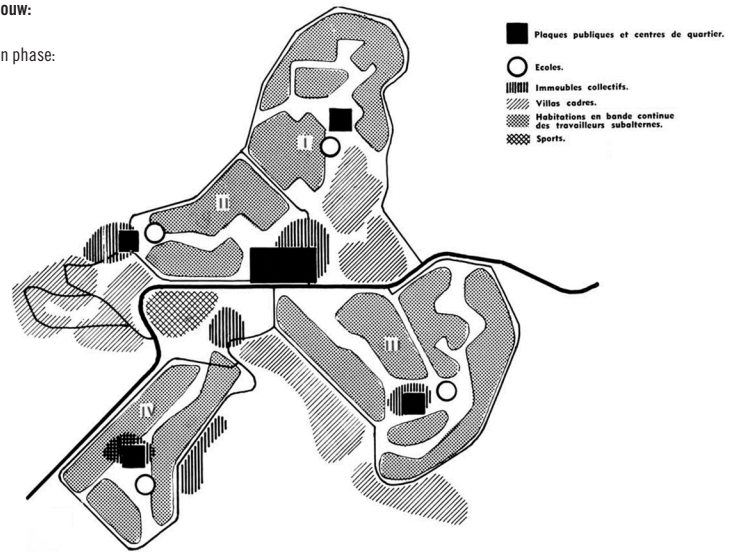 ouw:
n phase:
Plaques publiques et centres de quartier.
Ecoles.
Immeubles collectifs.
Villas cadres.
Habitations en bande continue
des travailleurs subalternes.
Sports.
I
II
III
IV